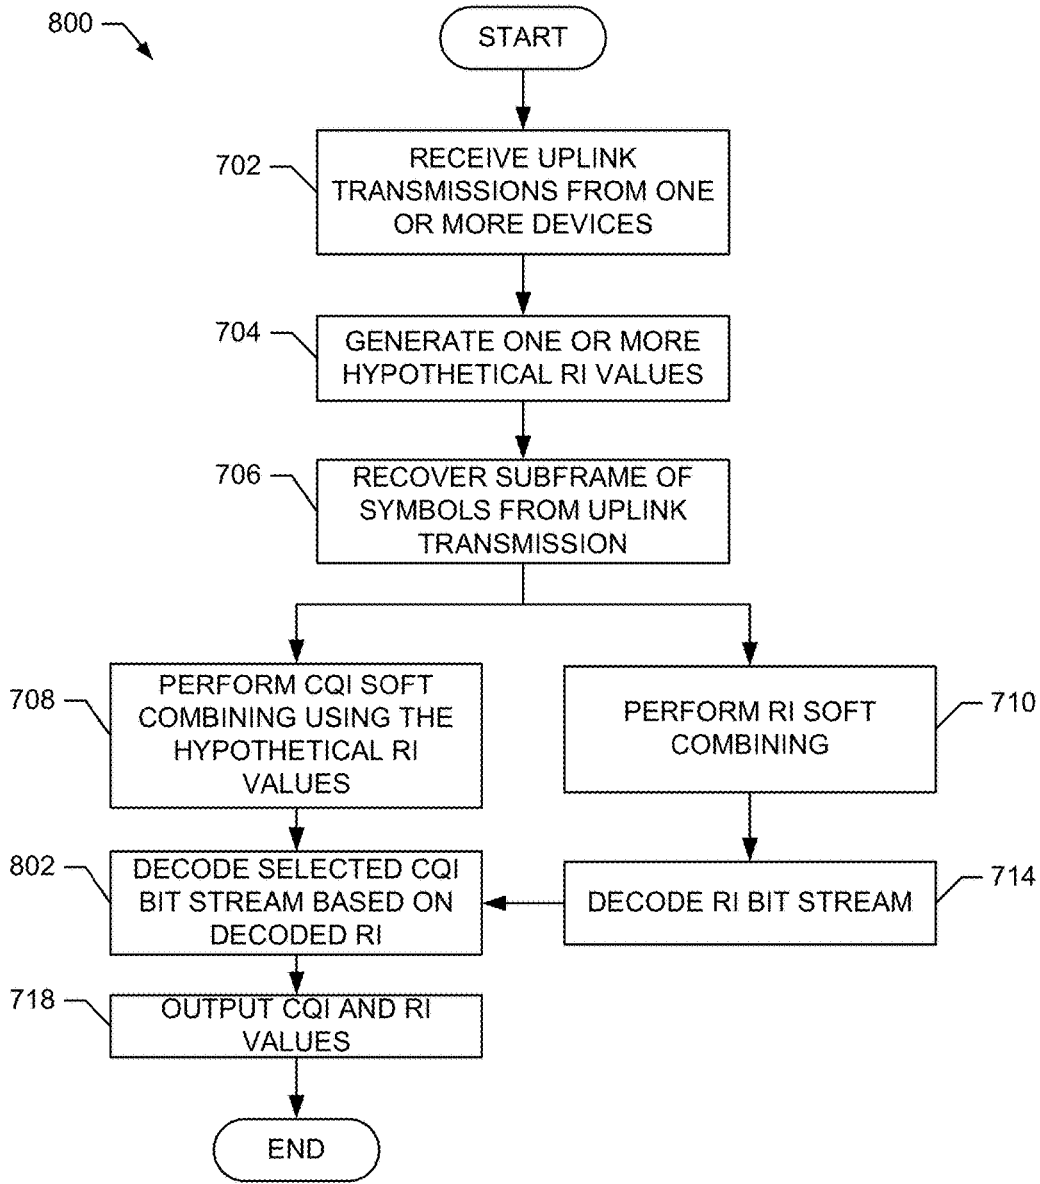 800
START
702
RECEIVE UPLINK
TRANSMISSIONS FROM ONE
OR MORE DEVICES
704
GENERATE ONE OR MORE
HYPOTHETICAL RI VALUES
706
RECOVER SUBFRAME OF
SYMBOLS FROM UPLINK
TRANSMISSION
708
PERFORM CQI SOFT
COMBINING USING THE
HYPOTHETICAL RI
VALUES
710
PERFORM RI SOFT
COMBINING
802
DECODE SELECTED CQI
BIT STREAM BASED ON
DECODED RI
714
DECODE RI BIT STREAM
718
OUTPUT CQI AND RI
VALUES
END